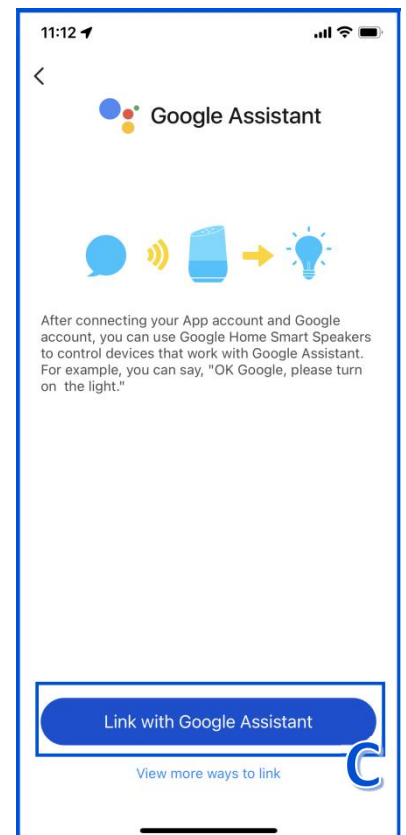 11:12
Google Assistant
After connecting your App account and Google
account, you can use Google Home Smart Speakers
to control devices that work with Google Assistant.
For example, you can say, "OK Google, please turn
on the light."
Link with Google Assistant
C
View more ways to link